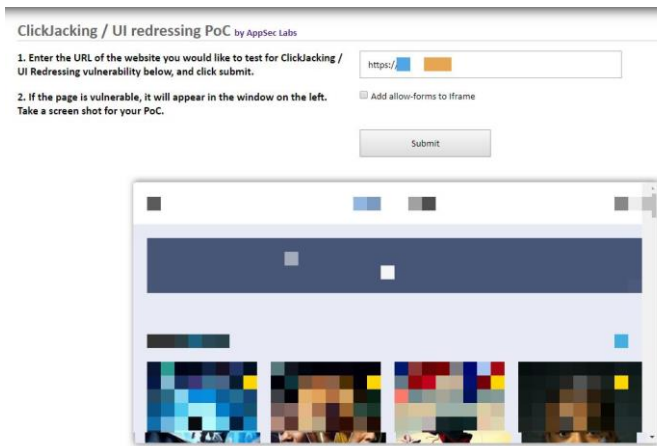 ClickJacking / UI redressing PoC by AppSec Labs
1. Enter the URL of the website you would like to test for ClickJacking /
UI Redressing vulnerability below, and click submit.
https:/
2. If the page is vulnerable, it will appear in the window on the left.
Take a screen shot for your PoC.
Add allow-forms to Iframe
Submit